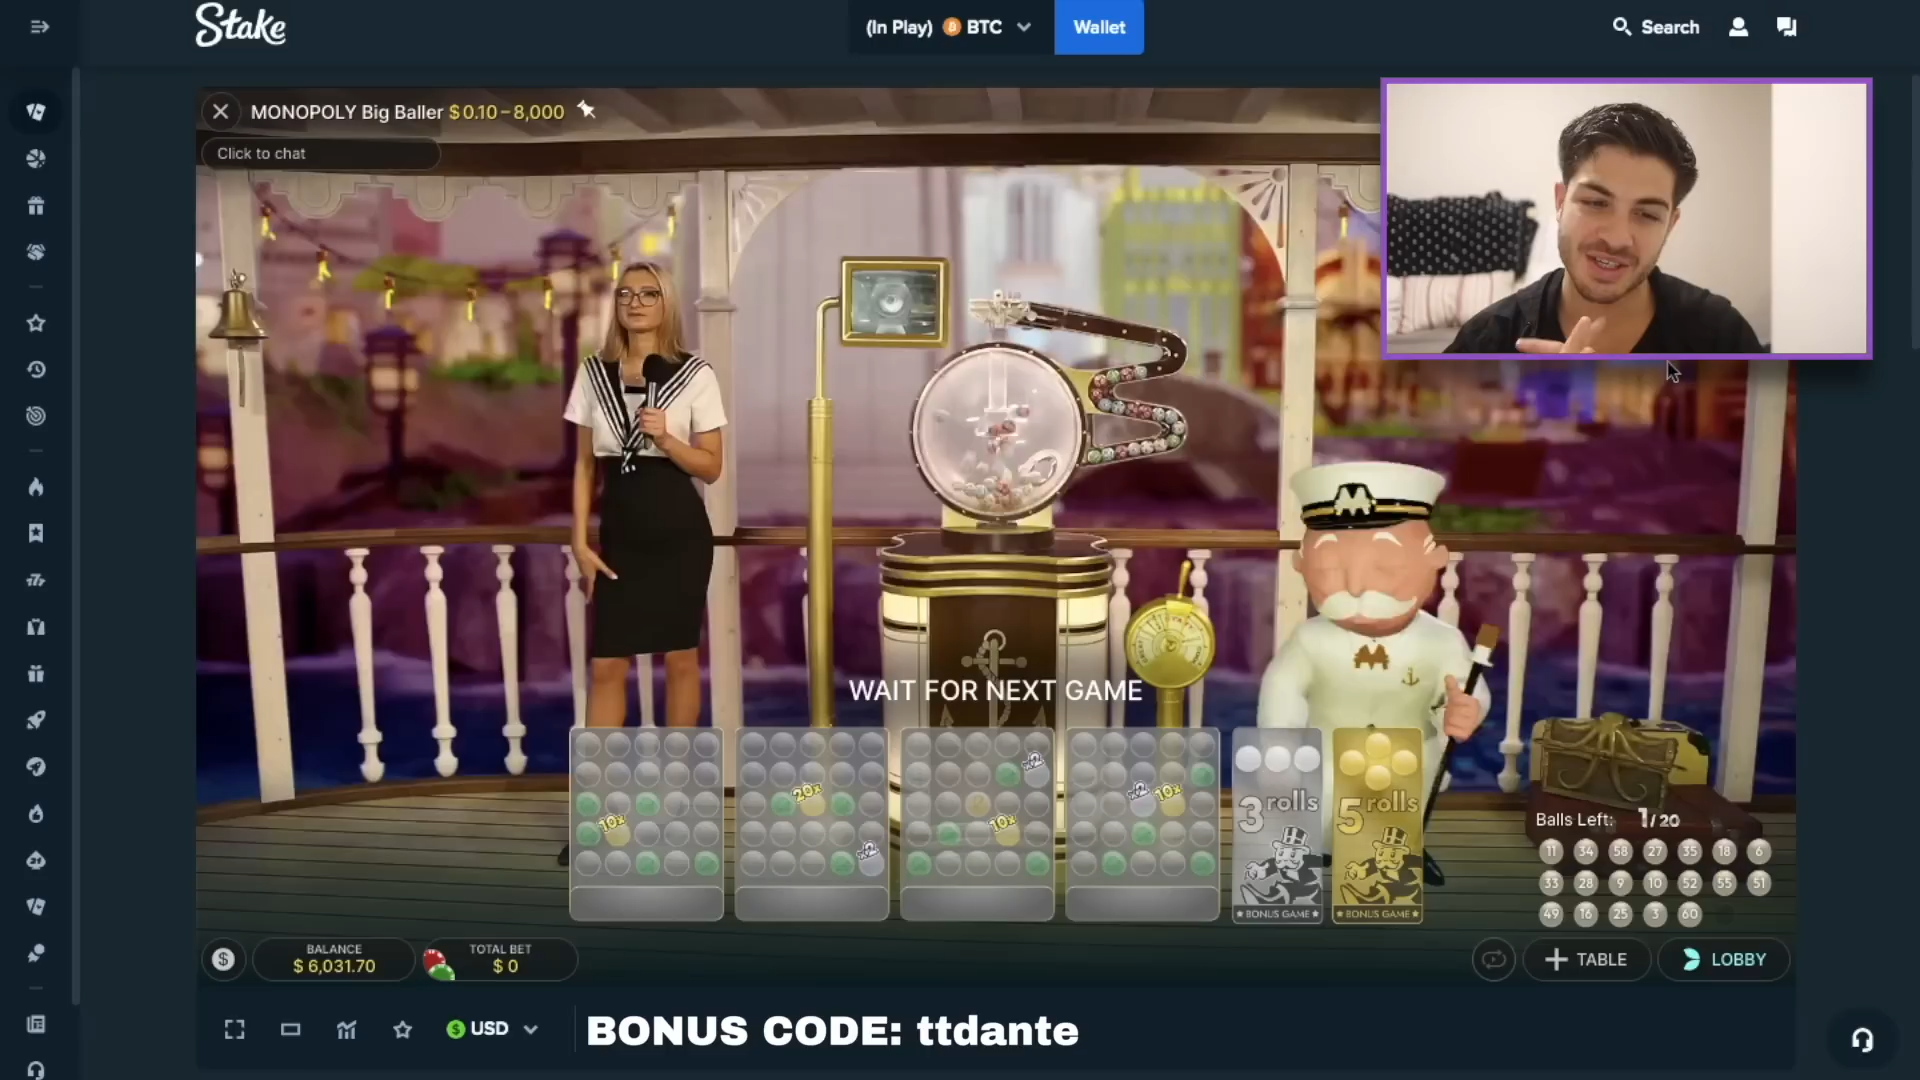 Stake
(In Play) BTC
Wallet
Search
MONOPOLY Big Baller $0.10-8,000
Click to chat
WAIT FOR NEXT GAME
10x
20x
10x
10x
3 rolls
BONUS GAME
5 rolls
BONUS GAME
Balls Left: 1/20
11 34 58 27 35 18 6
33 28 9 10 52 55 51
49 16 25 3 60
BALANCE
$ 6,031.70
TOTAL BET
$ 0
TABLE
LOBBY
USD
BONUS CODE: ttdante